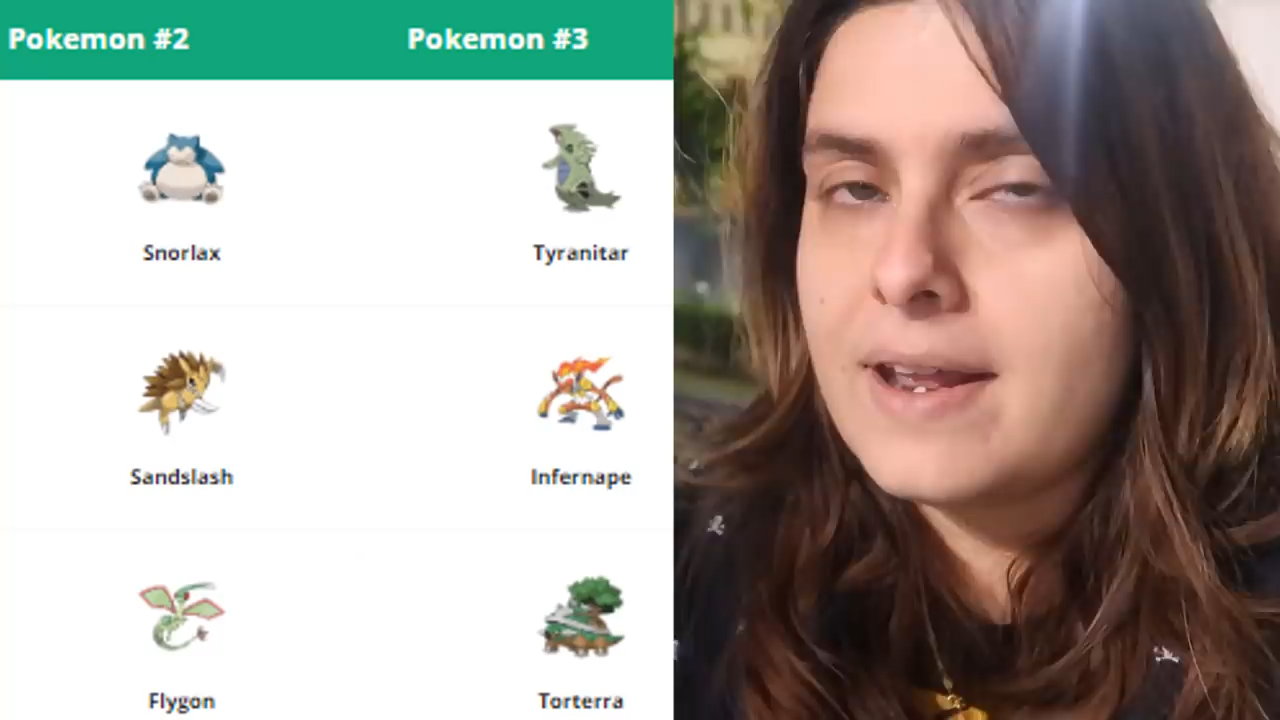 Pokemon #2 Pokemon #3
Snorlax Tyranitar
Sandslash Infernape
Flygon Torterra